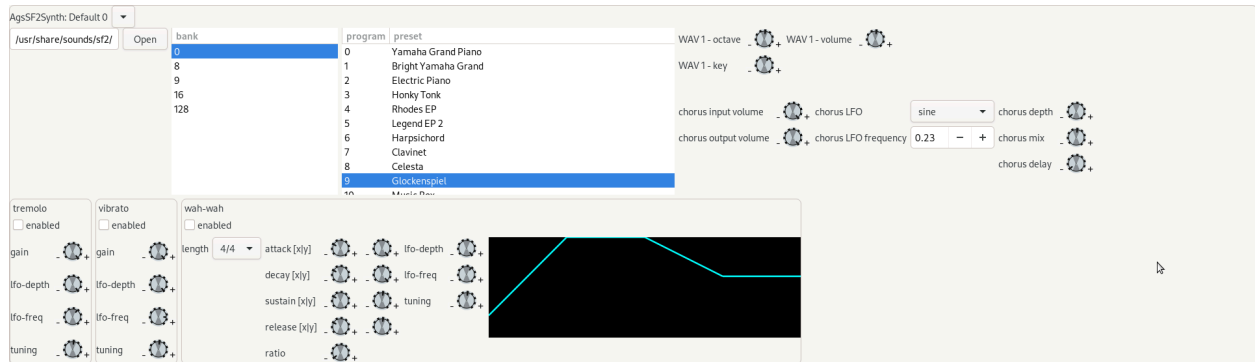 AgsSF2Synth: Default 0
/usr/share/sounds/sf2/ Open
bank
0
8
9
16
128
program preset
0 Yamaha Grand Piano
1 Bright Yamaha Grand
2 Electric Piano
3 Honky Tonk
4 Rhodes EP
5 Legend EP 2
6 Harpsichord
7 Clavinet
8 Celesta
9 Glockenspiel
10 Music Box
WAV 1 - octave - + WAV 1 - volume - +
WAV 1 - key - +
chorus input volume - + chorus LFO sine chorus depth - +
chorus output volume - + chorus LFO frequency 0.23 − + chorus mix - +
chorus delay - +
tremolo
enabled
gain - +
lfo-depth - +
lfo-freq - +
tuning - +
vibrato
enabled
gain - +
lfo-depth - +
lfo-freq - +
tuning - +
wah-wah
enabled
length 4/4 attack [x|y] - + - + lfo-depth - +
decay [x|y] - + - + lfo-freq - +
sustain [x|y] - + - + tuning - +
release [x|y] - + - +
ratio - +